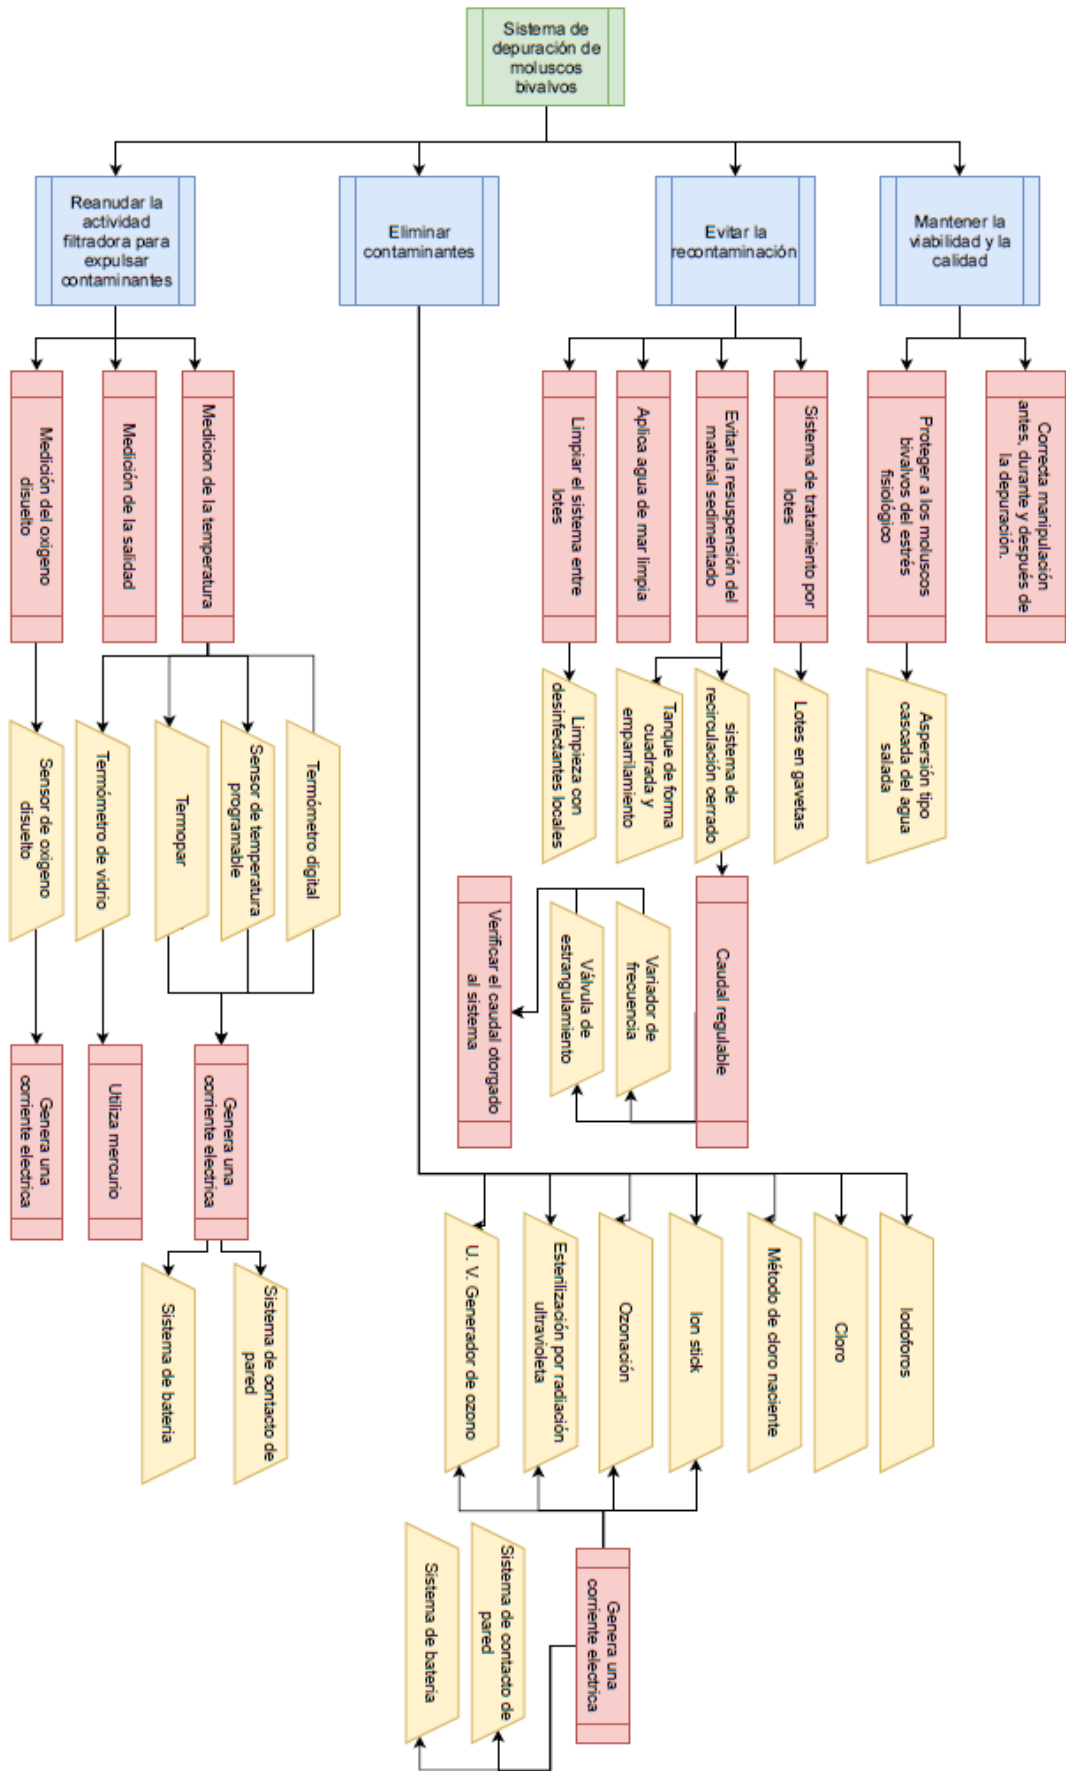 Sistema de
depuración de
moluscos
bivalvos
Reanudar la
actividad
filtradora para
expulsar
contaminantes
Eliminar
contaminantes
Evitar la
recontaminación
Mantener la
viabilidad y la
calidad
Medición del oxigeno
disuelto
Medición de la salidad
Medicion de la temperatura
Limpiar el sistema entre
lotes
Aplica agua de mar limpia
Evitar la resuspensión del
material sedimentado
Sistema de tratamiento por
lotes
Proteger a los moluscos
bivalvos del estrés
fisiológico
Correcta manipulación
antes, durante y después de
la depuración.
Sensor de oxigeno
disuelto
Termómetro de vidrio
Termopar
Sensor de temperatura
programable
Termómetro digital
Limpieza con
desinfectantes locales
Tanque de forma
cuadrada y
emparrilamiento
sistema de
recirculación cerrado
Lotes en gavetas
Aspersión tipo
cascada del agua
salada
Verificar el caudal otorgado
al sistema
Válvula de
estrangulamiento
Variador de
frecuencia
Caudal regulable
Genera una
corriente electrica
Utiliza mercurio
Genera una
corriente electrica
Sistema de bateria
Sistema de contacto de
pared
U. V. Generador de ozono
Esterilización por radiación
ultravioleta
Ozonación
Ion stick
Método de cloro naciente
Cloro
Iodoforos
Sistema de bateria
Sistema de contacto de
pared
Genera una
corriente electrica